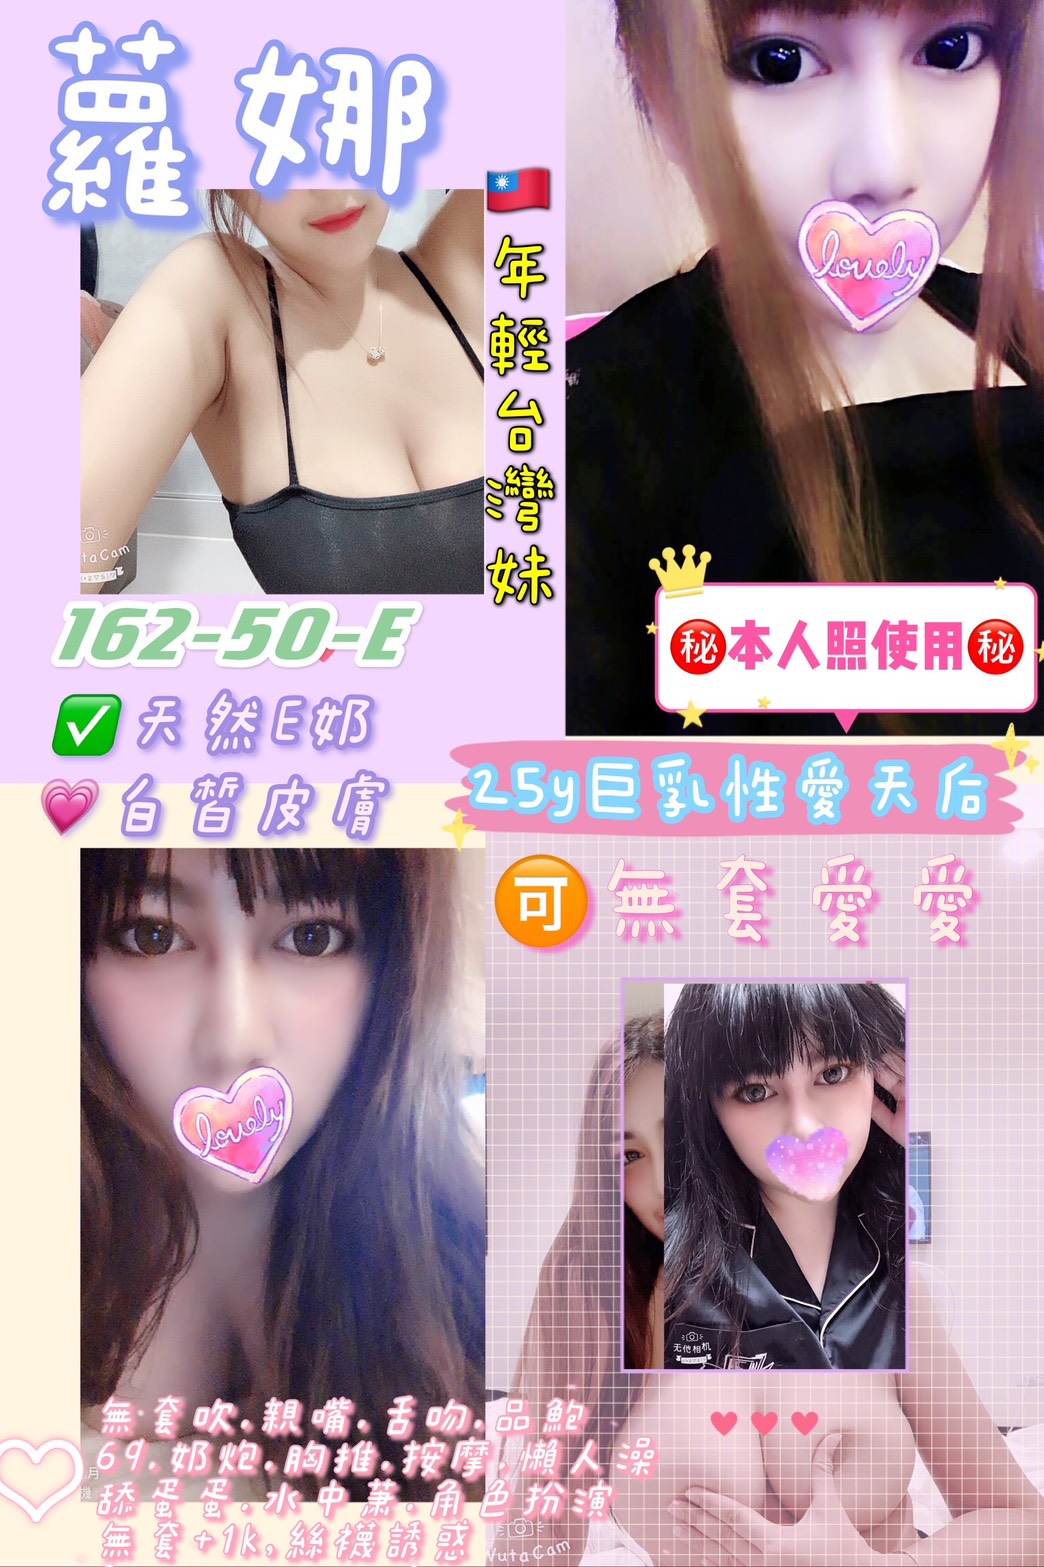 蘿娜
年輕台灣妹
lovely
㊙本人照使用㊙
162-50-E
✅天然E奶
💗白皙皮膚
25y巨乳性愛天后
🉑無套愛愛
lovely
无他相机
無套吹.親嘴.舌吻.品鮑
69.奶炮.胸推.按摩.懶人澡
舔蛋蛋.水中蕭.角色扮演
無套+1k,絲襪誘惑
WutaCam